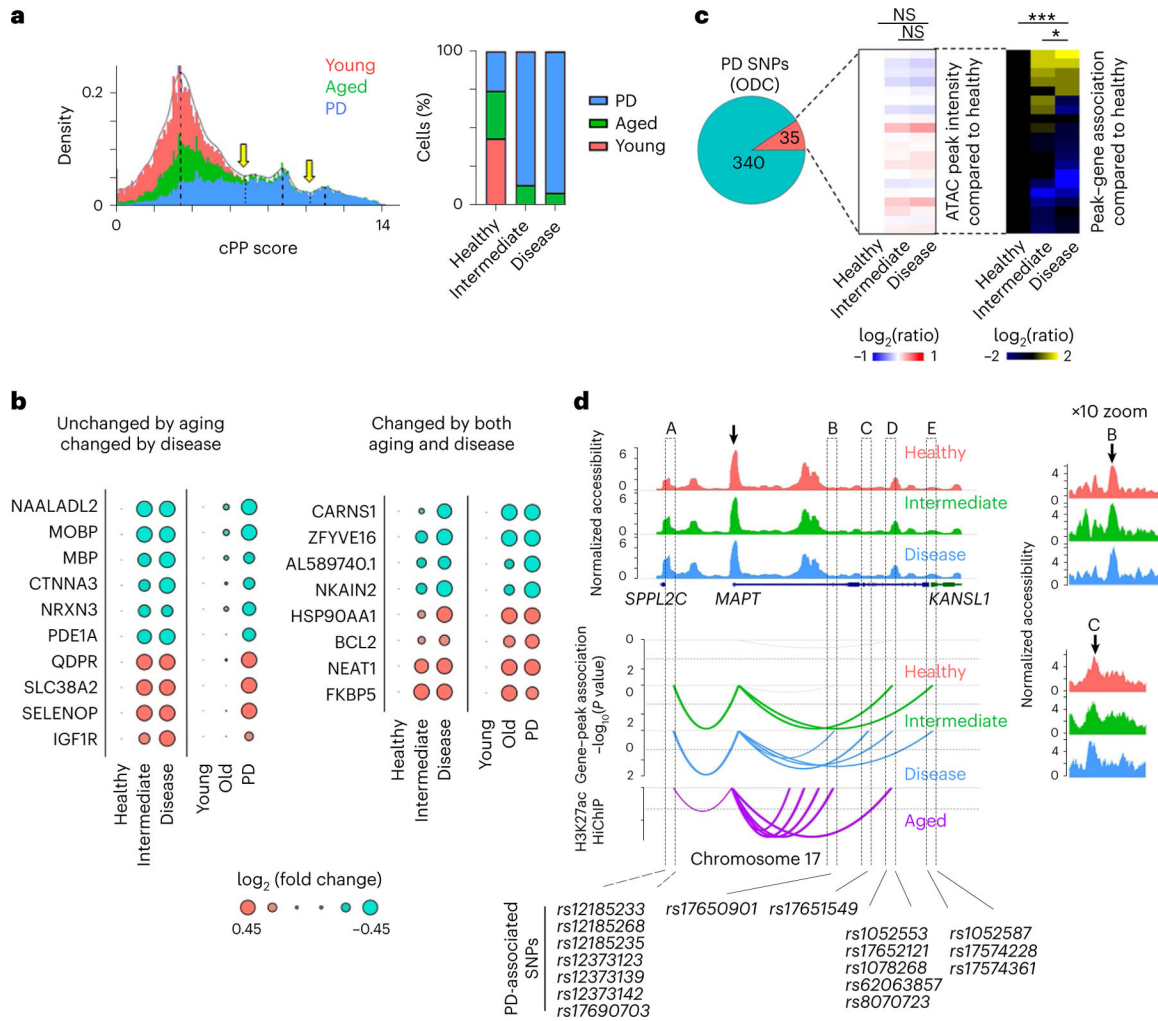 a
Young
Aged
PD
Density
0.2
0
0
14
cPP score
Cells (%)
100
0
Healthy
Intermediate
Disease
PD
Aged
Young
c
PD SNPs
(ODC)
340
35
NS
NS
ATAC peak intensity
compared to healthy
Healthy
Intermediate
Disease
log2(ratio)
−1
1
***
*
Peak–gene association
compared to healthy
Healthy
Intermediate
Disease
log2(ratio)
−2
2
b
Unchanged by aging
changed by disease
NAALADL2
MOBP
MBP
CTNNA3
NRXN3
PDE1A
QDPR
SLC38A2
SELENOP
IGF1R
Healthy
Intermediate
Disease
Young
Old
PD
Changed by both
aging and disease
CARNS1
ZFYVE16
AL589740.1
NKAIN2
HSP90AA1
BCL2
NEAT1
FKBP5
Healthy
Intermediate
Disease
Young
Old
PD
log2 (fold change)
0.45
−0.45
d
A
B
C
D
E
Normalized accessibility
6
0
Healthy
6
0
Intermediate
6
0
Disease
SPPL2C
MAPT
KANSL1
Gene–peak association
−log10(P value)
0
2
Healthy
0
2
Intermediate
0
2
Disease
H3K27ac
HiChIP
Aged
Chromosome 17
PD-associated
SNPs
rs12185233
rs12185268
rs12185235
rs12373123
rs12373139
rs12373142
rs17690703
rs17650901
rs17651549
rs1052553
rs17652121
rs1078268
rs62063857
rs8070723
rs1052587
rs17574228
rs17574361
×10 zoom
B
Normalized accessibility
4
0
4
0
4
0
C
4
0
4
0
4
0